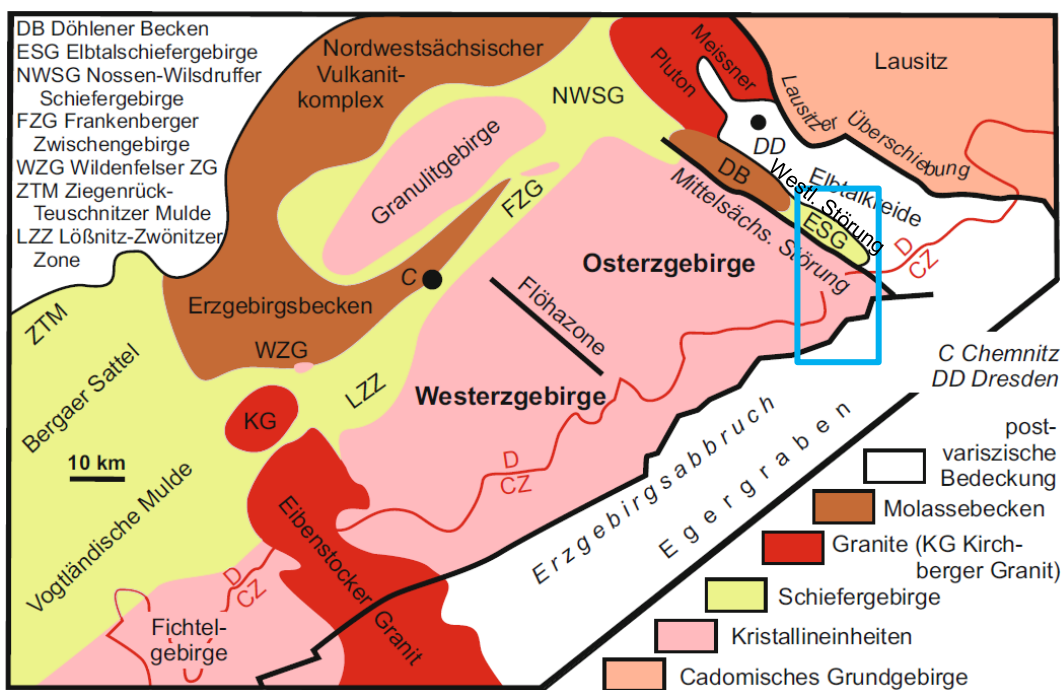 DB Döhlener Becken
ESG Elbtalschiefergebirge
NWSG Nossen-Wilsdruffer
Schiefergebirge
FZG Frankenberger
Zwischengebirge
WZG Wildenfelser ZG
ZTM Ziegenrück-
Teuschnitzer Mulde
LZZ Lößnitz-Zwönitzer
Zone
Nordwestsächsischer
Vulkanit-
komplex
NWSG
Meissner
Pluton
Lausitz
Lausitzer
Überschiebung
DD
DB
Westl. Störung
Elbtalkreide
ESG
Mittelsächs. Störung
D
CZ
Granulitgebirge
FZG
C
Osterzgebirge
Flöhazone
Erzgebirgsbecken
WZG
LZZ
Westerzgebirge
ZTM
Bergaer Sattel
KG
10 km
Vogtländische Mulde
Eibenstocker
Granit
D
CZ
D
CZ
Fichtel-
gebirge
Erzgebirgsabbruch
Egergraben
C Chemnitz
DD Dresden
post-
variszische
Bedeckung
Molassebecken
Granite (KG Kirch-
berger Granit)
Schiefergebirge
Kristallineinheiten
Cadomisches Grundgebirge